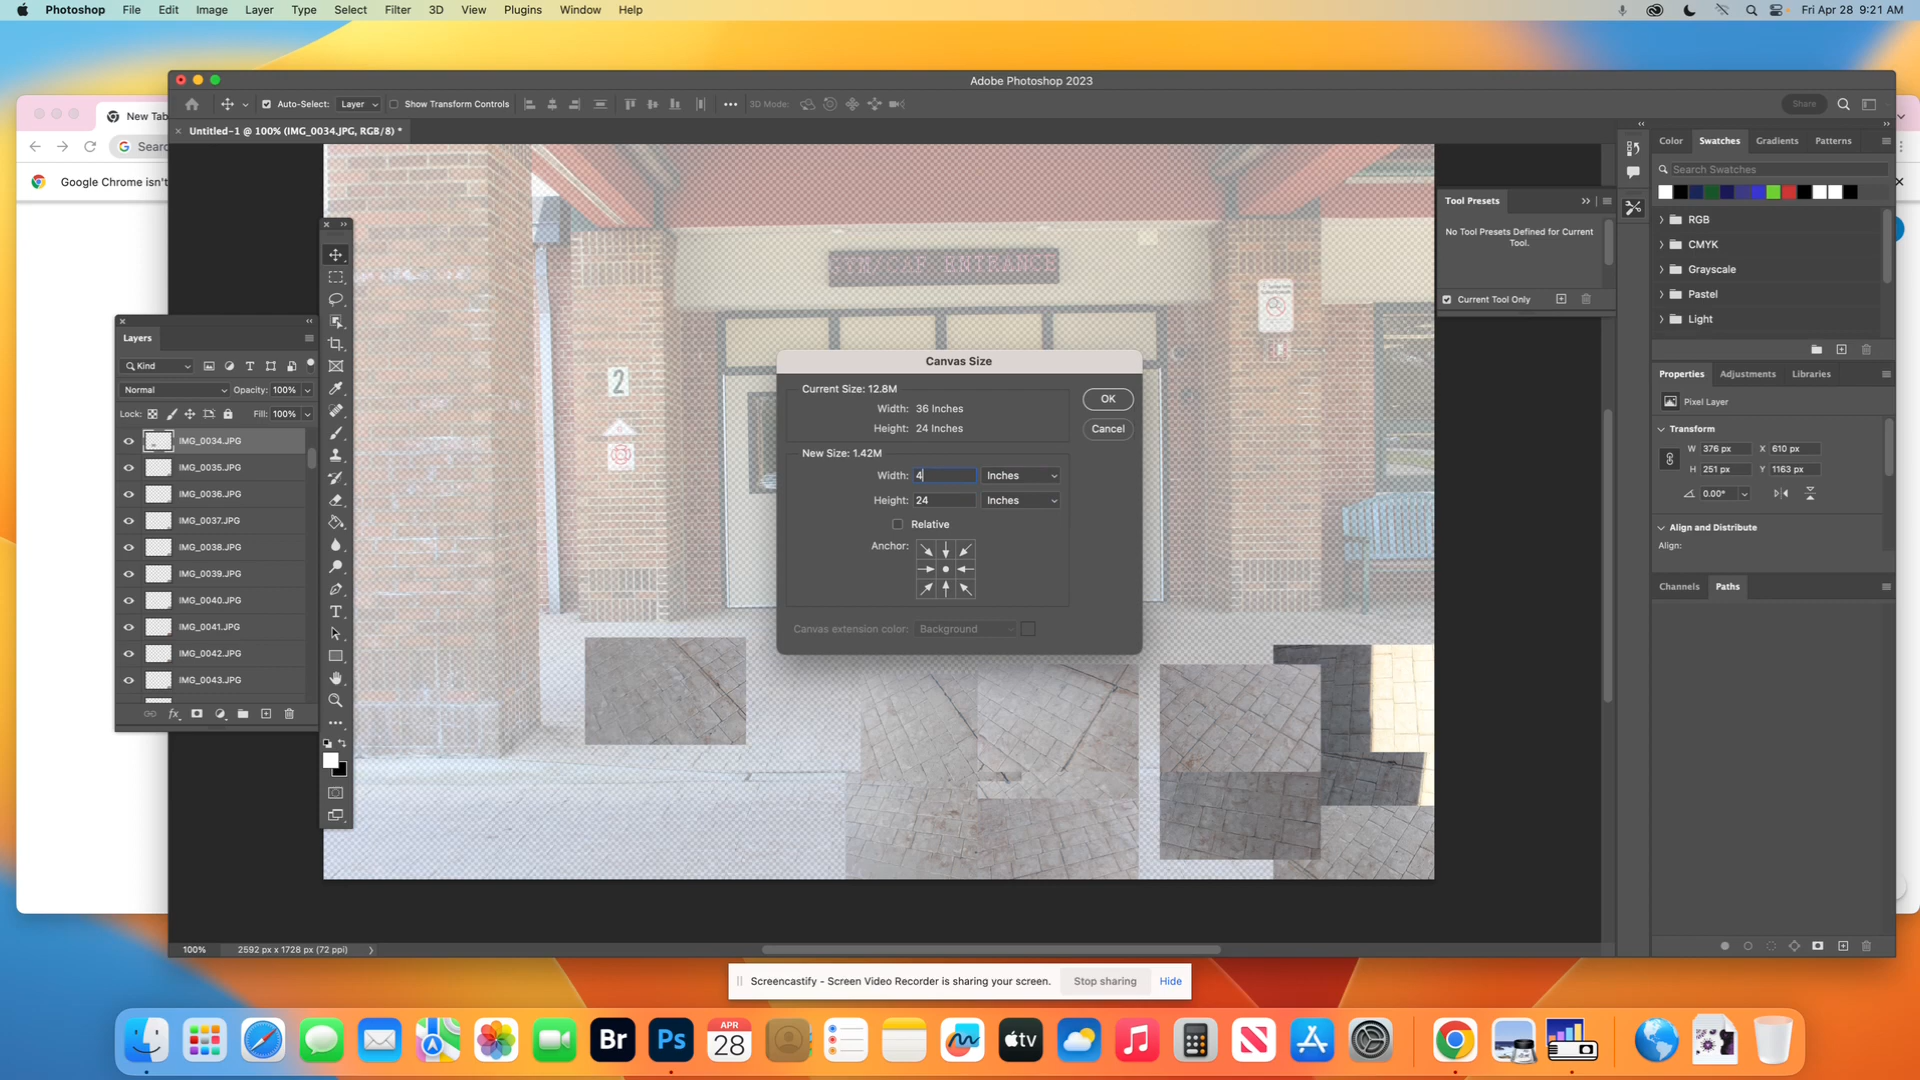 Photoshop File Edit Image Layer Type Select Filter 3D View Plugins Window Help Fri Apr 28 9:21 AM
Adobe Photoshop 2023
New Tab
Auto-Select: Layer Show Transform Controls 3D Mode: Share
Untitled-1 @ 100% (IMG_0034.JPG, RGB/8) *
Google Chrome isn't
Color Swatches Gradients Patterns
Search Swatches
RGB
CMYK
Grayscale
Pastel
Light
Tool Presets
No Tool Presets Defined for Current
Tool.
Current Tool Only
ENTRANCE
2
Layers
Kind
Normal Opacity: 100%
Lock: Fill: 100%
IMG_0034.JPG
IMG_0035.JPG
IMG_0036.JPG
IMG_0037.JPG
IMG_0038.JPG
IMG_0039.JPG
IMG_0040.JPG
IMG_0041.JPG
IMG_0042.JPG
IMG_0043.JPG
fx
Canvas Size
Current Size: 12.8M
Width: 36 Inches
Height: 24 Inches
New Size: 1.42M
Width: 4 Inches
Height: 24 Inches
Relative
Anchor:
Canvas extension color: Background
OK
Cancel
Properties Adjustments Libraries
Pixel Layer
Transform
W 376 px X 610 px
H 251 px Y 1163 px
0.00°
Align and Distribute
Align:
Channels Paths
100% 2592 px x 1728 px (72 ppi)
Screencastify - Screen Video Recorder is sharing your screen. Stop sharing Hide
Br Ps APR 28 tv